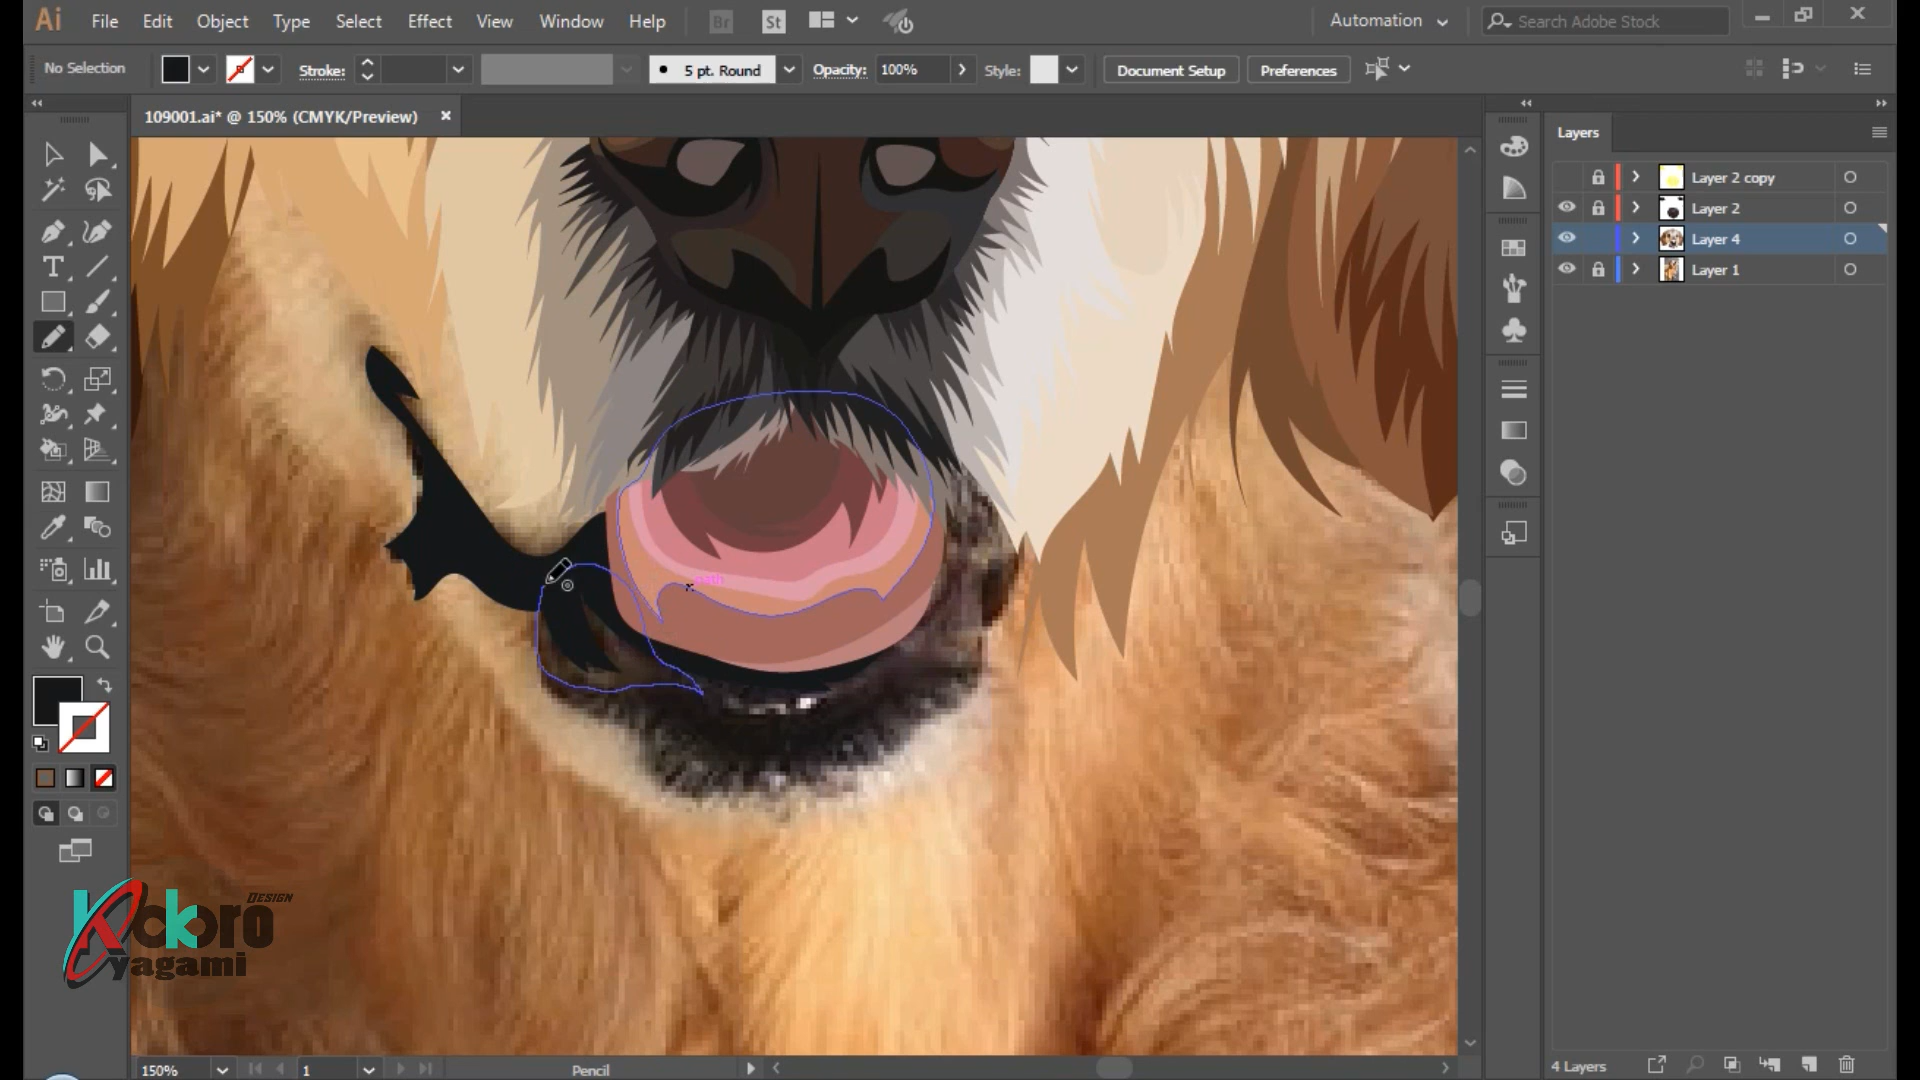 Ai File Edit Object Type Select Effect View Window Help Br St Automation Search Adobe Stock
No Selection Stroke: 5 pt. Round Opacity: 100% Style: Document Setup Preferences
109001.ai* @ 150% (CMYK/Preview)
Layers
Layer 2 copy
Layer 2
Layer 4
Layer 1
path
DESIGN
Kokoro
yagami
150% 1 Pencil 4 Layers